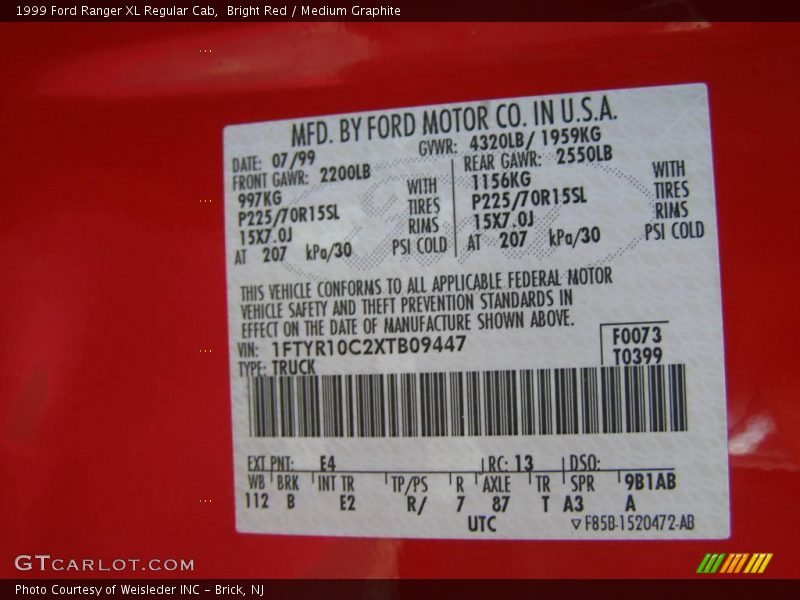 1999 Ford Ranger XL Regular Cab,  Bright Red / Medium Graphite
MFD. BY FORD MOTOR CO. IN U.S.A.
DATE: 07/99
GVWR: 4320LB/ 1959KG
FRONT GAWR: 2200LB
997KG
P225/70R15SL
15X7.0J
AT 207 kPa/30
WITH
TIRES
RIMS
PSI COLD
REAR GAWR: 2550LB
1156KG
P225/70R15SL
15X7.0J
AT 207 kPa/30
WITH
TIRES
RIMS
PSI COLD
THIS VEHICLE CONFORMS TO ALL APPLICABLE FEDERAL MOTOR
VEHICLE SAFETY AND THEFT PREVENTION STANDARDS IN
EFFECT ON THE DATE OF MANUFACTURE SHOWN ABOVE.
VIN: 1FTYR10C2XTB09447
TYPE: TRUCK
F0073
T0399
EXT PNT: E4 RC: 13 DSO:
WB BRK INT TR TP/PS R AXLE TR SPR 9B1AB
112 B E2 R/ 7 87 T A3 A
UTC ▽F85B-1520472-AB
GTCARLOT.COM
Photo Courtesy of Weisleder INC - Brick, NJ